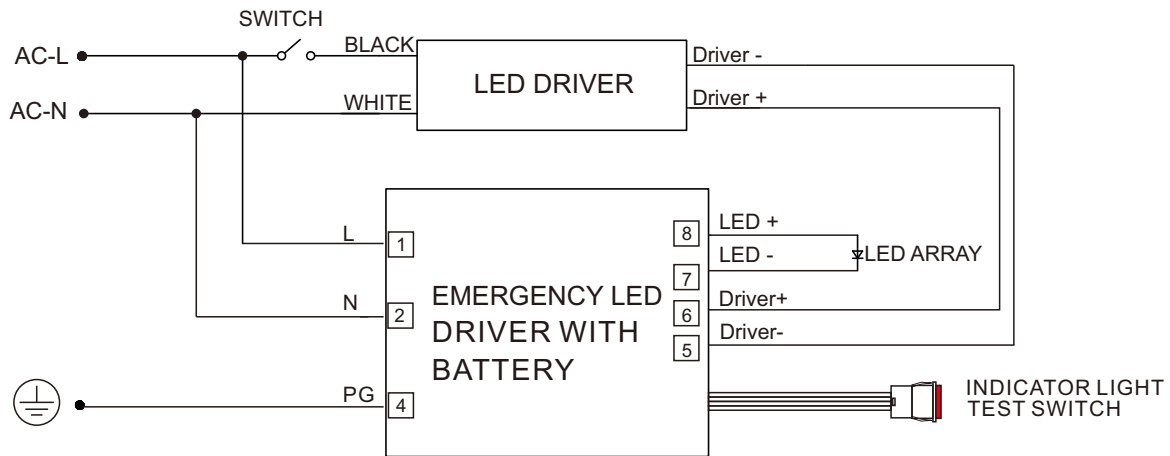 SWITCH
AC-L
BLACK
LED DRIVER
Driver -
AC-N
WHITE
Driver +
L
1
8
LED +
LED -
LED ARRAY
7
N
2
EMERGENCY LED
DRIVER WITH
BATTERY
6
Driver+
5
Driver-
PG
4
INDICATOR LIGHT
TEST SWITCH